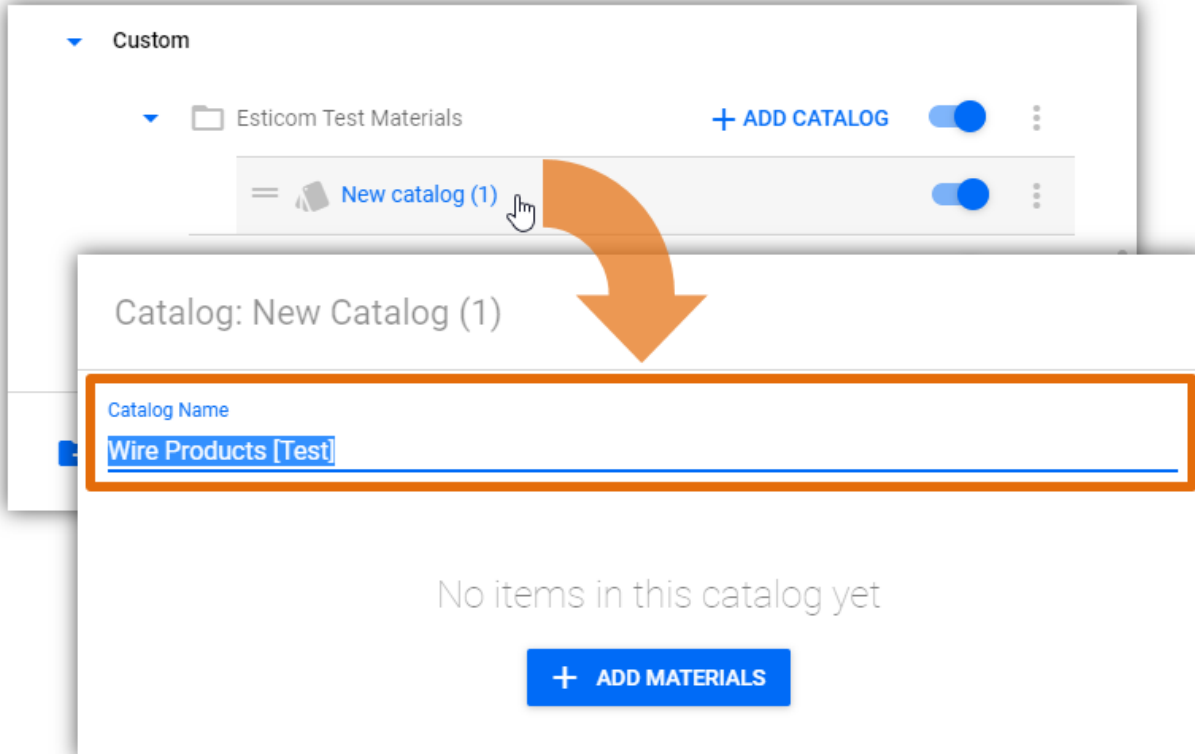 Custom
Esticom Test Materials
+ ADD CATALOG
New catalog (1)
Catalog: New Catalog (1)
Catalog Name
Wire Products [Test]
No items in this catalog yet
+ ADD MATERIALS